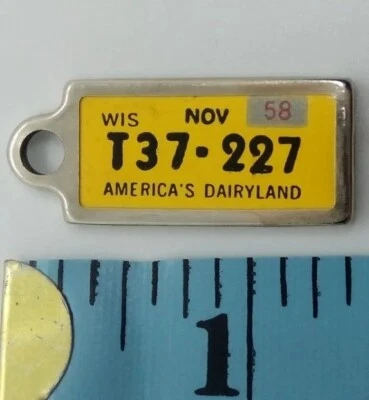 WIS NOV 58
T37·227
AMERICA'S DAIRYLAND
1